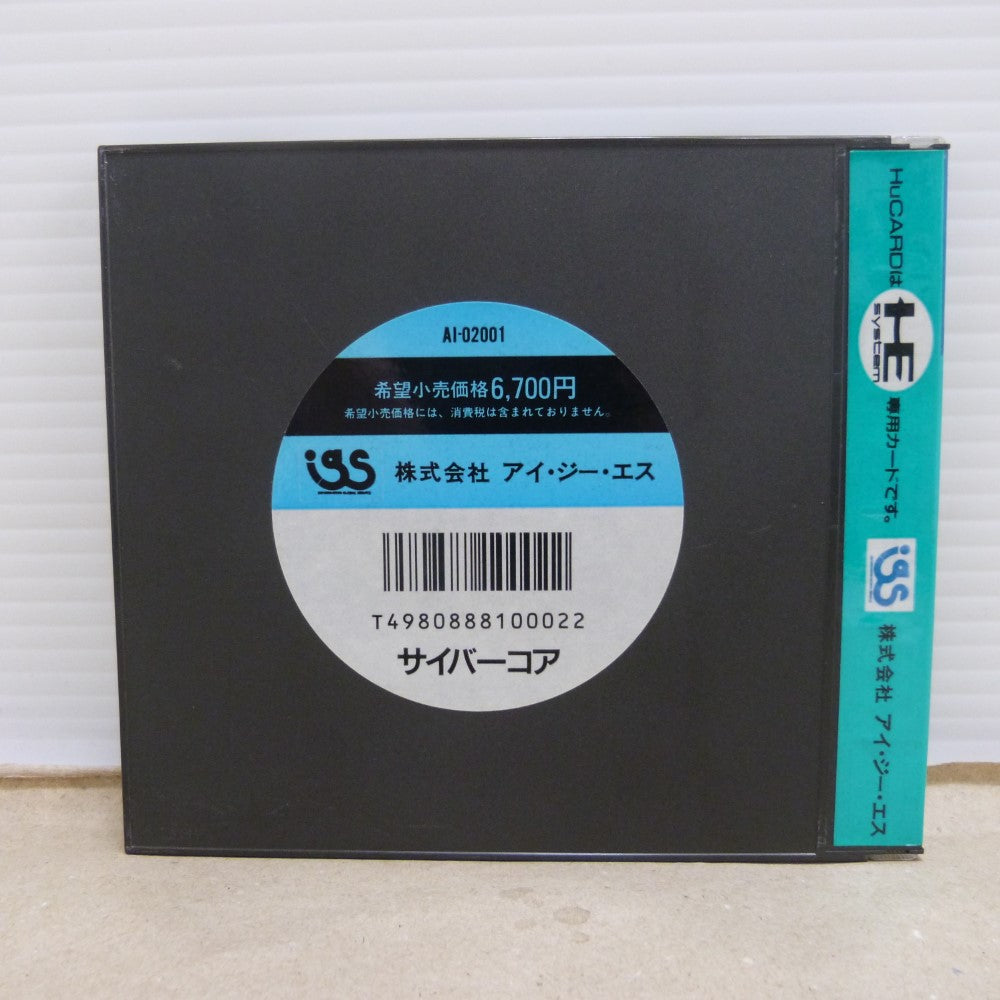 AI-02001
希望小売価格6,700円
希望小売価格には、消費税は含まれておりません。
igs 株式会社 アイ・ジー・エス
T4980888100022
サイバーコア
HuCARDは HE system 専用カードです。 igs 株式会社 アイ・ジー・エス